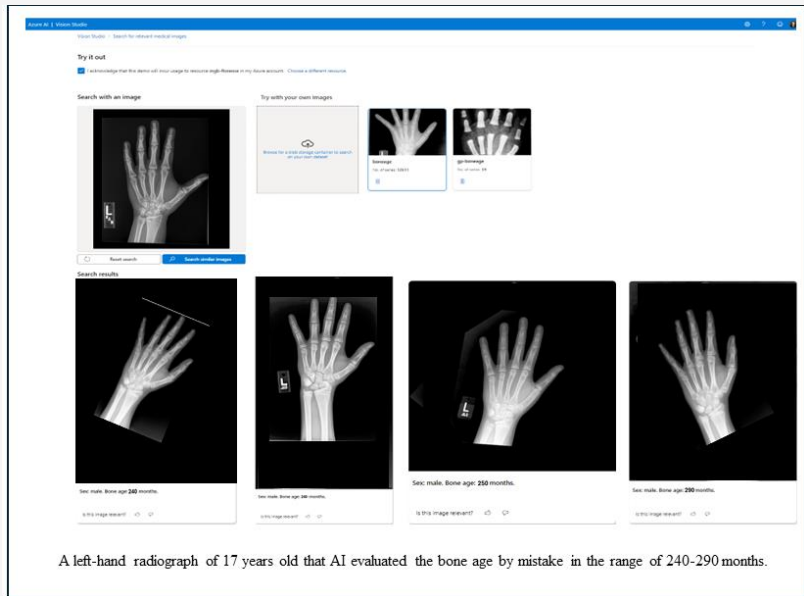 Azure AI | Vision Studio
Vision Studio > Search for relevant medical images
Try it out
I acknowledge that this demo will incur usage to resource in my Azure account. Choose a different resource
Search with an image
Try with your own images
Browse for a blob storage container to search on your own dataset
boneage
No. of series:
gp-boneage
No. of series:
L
Reset search
Search similar images
Search results
L
L
Sex: male. Bone age: 240 months.
Is this image relevant?
Sex: male. Bone age: 240 months.
Is this image relevant?
Sex: male. Bone age: 250 months.
Is this image relevant?
Sex: male. Bone age: 290 months.
Is this image relevant?
A left-hand radiograph of 17 years old that AI evaluated the bone age by mistake in the range of 240-290 months.